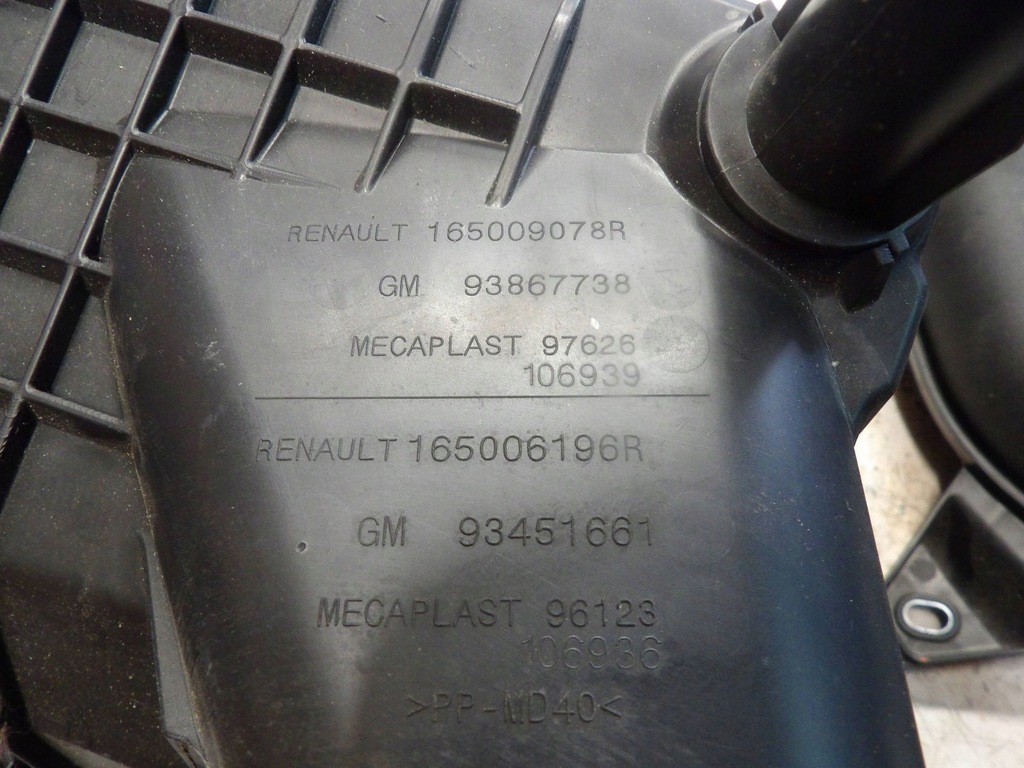 RENAULT 165009078R
GM 93867738
MECAPLAST 97626
106939
RENAULT 165006196R
GM 93451661
MECAPLAST 96123
106936
>PP-MD40<